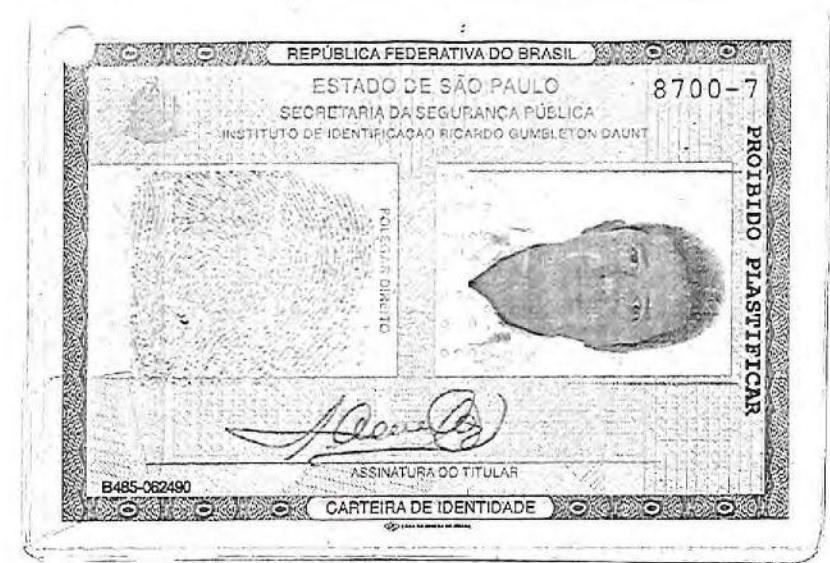 REPÚBLICA FEDERATIVA DO BRASIL
ESTADO DE SÃO PAULO
8700-7
SECRETARIA DA SEGURANÇA PÚBLICA
INSTITUTO DE IDENTIFICAÇÃO RICARDO GUMBLETON DAUNT
POLEGAR DIREITO
PROIBIDO PLASTIFICAR
ASSINATURA DO TITULAR
B485-062490
CARTEIRA DE IDENTIDADE